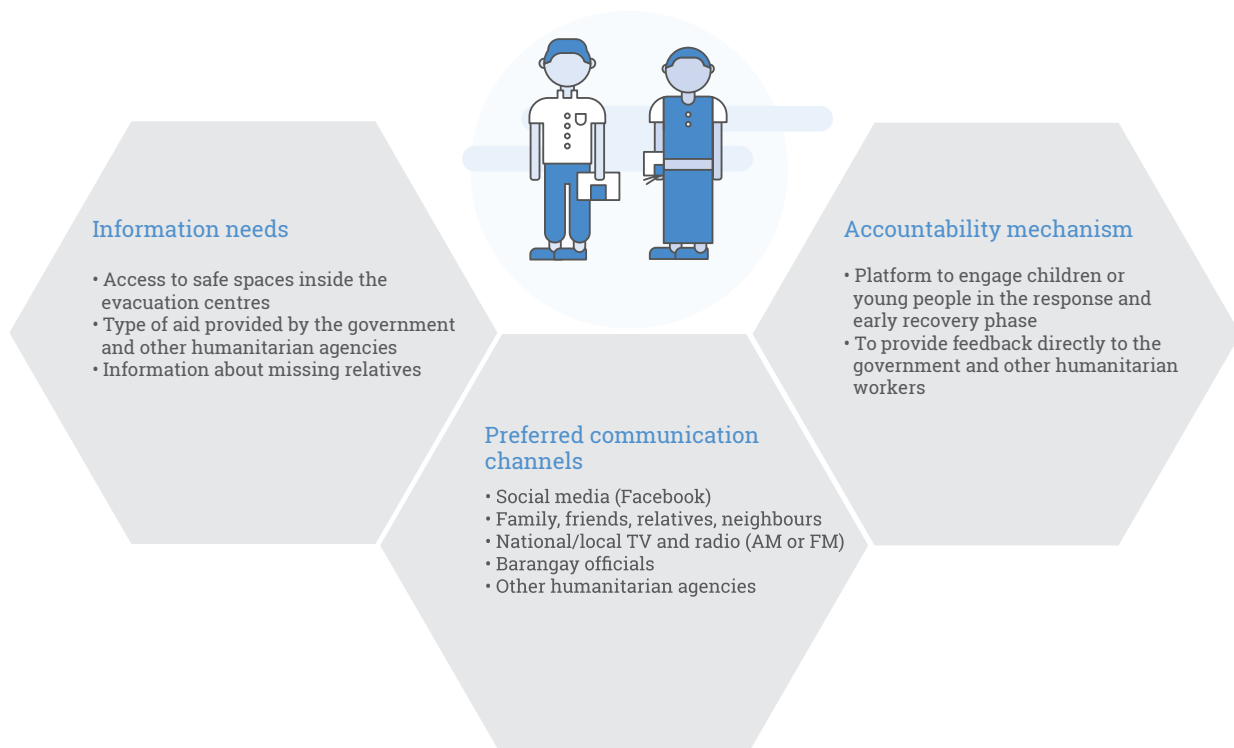 Information needs
• Access to safe spaces inside the
evacuation centres
• Type of aid provided by the government
and other humanitarian agencies
• Information about missing relatives
Preferred communication
channels
• Social media (Facebook)
• Family, friends, relatives, neighbours
• National/local TV and radio (AM or FM)
• Barangay officials
• Other humanitarian agencies
Accountability mechanism
• Platform to engage children or
young people in the response and
early recovery phase
• To provide feedback directly to the
government and other humanitarian
workers